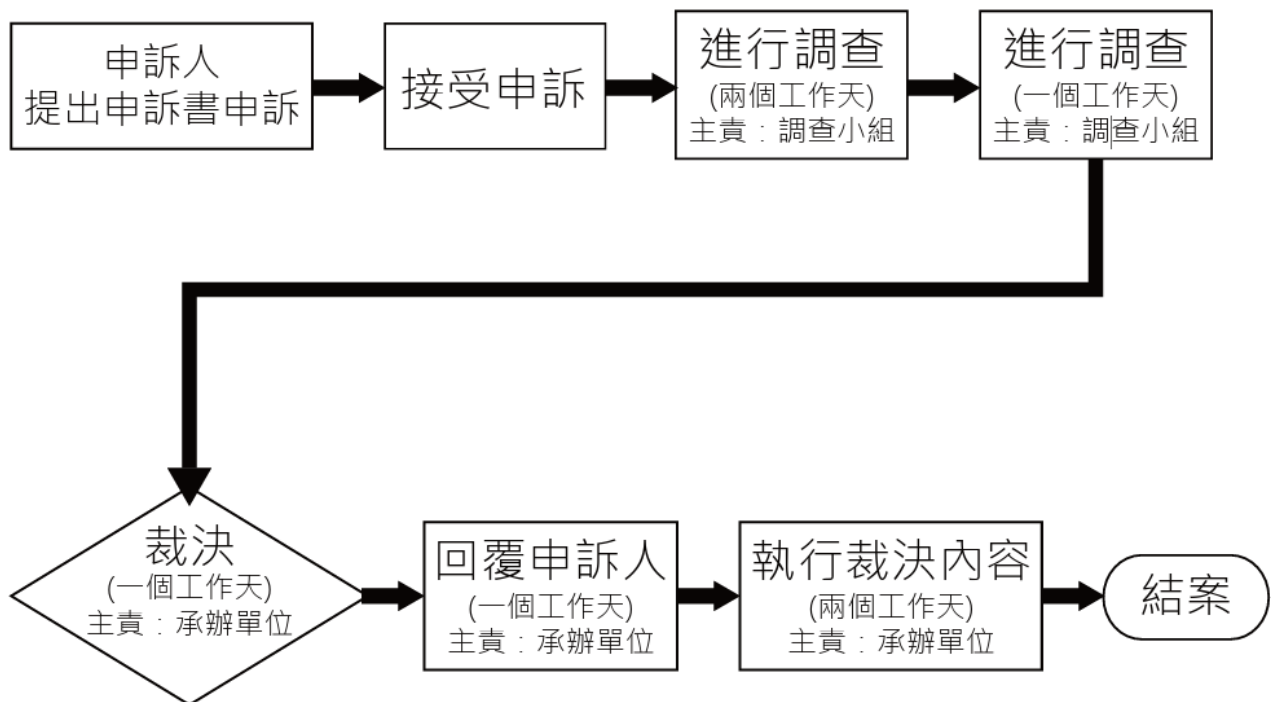 申訴人
提出申訴書申訴
接受申訴
進行調查
(兩個工作天)
主責：調查小組
進行調查
(一個工作天)
主責：調查小組
裁決
(一個工作天)
主責：承辦單位
回覆申訴人
(一個工作天)
主責：承辦單位
執行裁決內容
(兩個工作天)
主責：承辦單位
結案